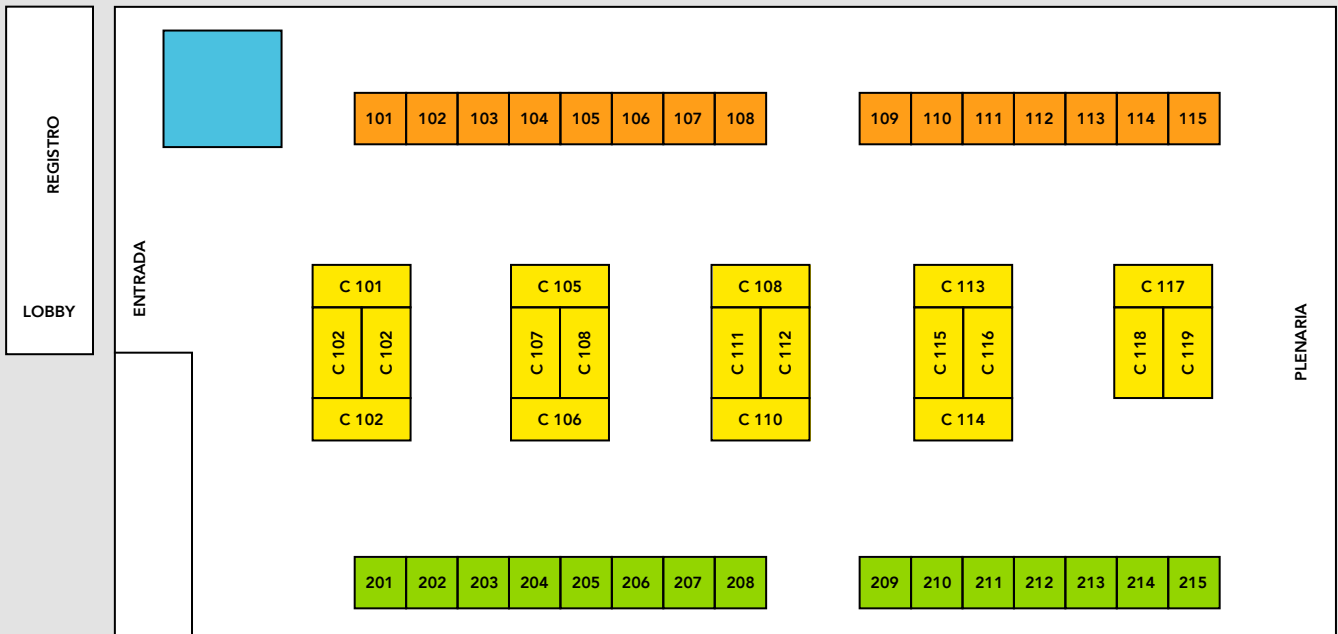 REGISTRO
LOBBY
ENTRADA
101 102 103 104 105 106 107 108 109 110 111 112 113 114 115
C 101 C 105 C 108 C 113 C 117
C 102 C 102 C 107 C 108 C 111 C 112 C 115 C 116 C 118 C 119
C 102 C 106 C 110 C 114
PLENARIA
201 202 203 204 205 206 207 208 209 210 211 212 213 214 215